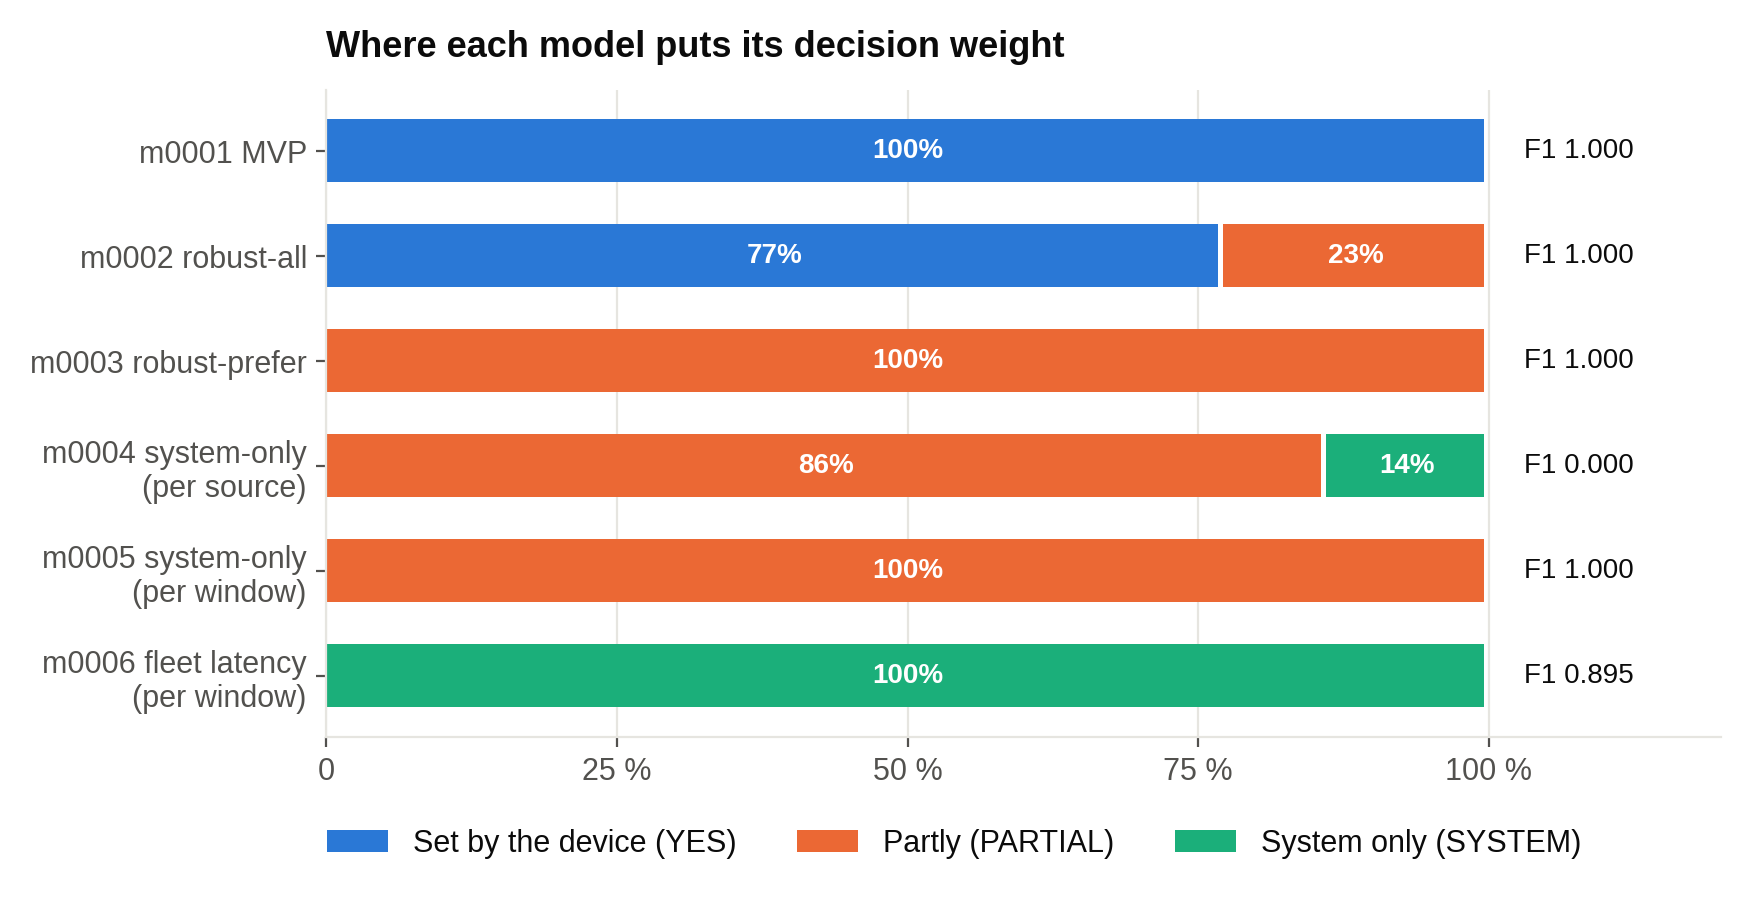 Where each model puts its decision weight
m0001 MVP
100%
F1 1.000
m0002 robust-all
77%
23%
F1 1.000
m0003 robust-prefer
100%
F1 1.000
m0004 system-only
(per source)
86%
14%
F1 0.000
m0005 system-only
(per window)
100%
F1 1.000
m0006 fleet latency
(per window)
100%
F1 0.895
0
25 %
50 %
75 %
100 %
Set by the device (YES)
Partly (PARTIAL)
System only (SYSTEM)